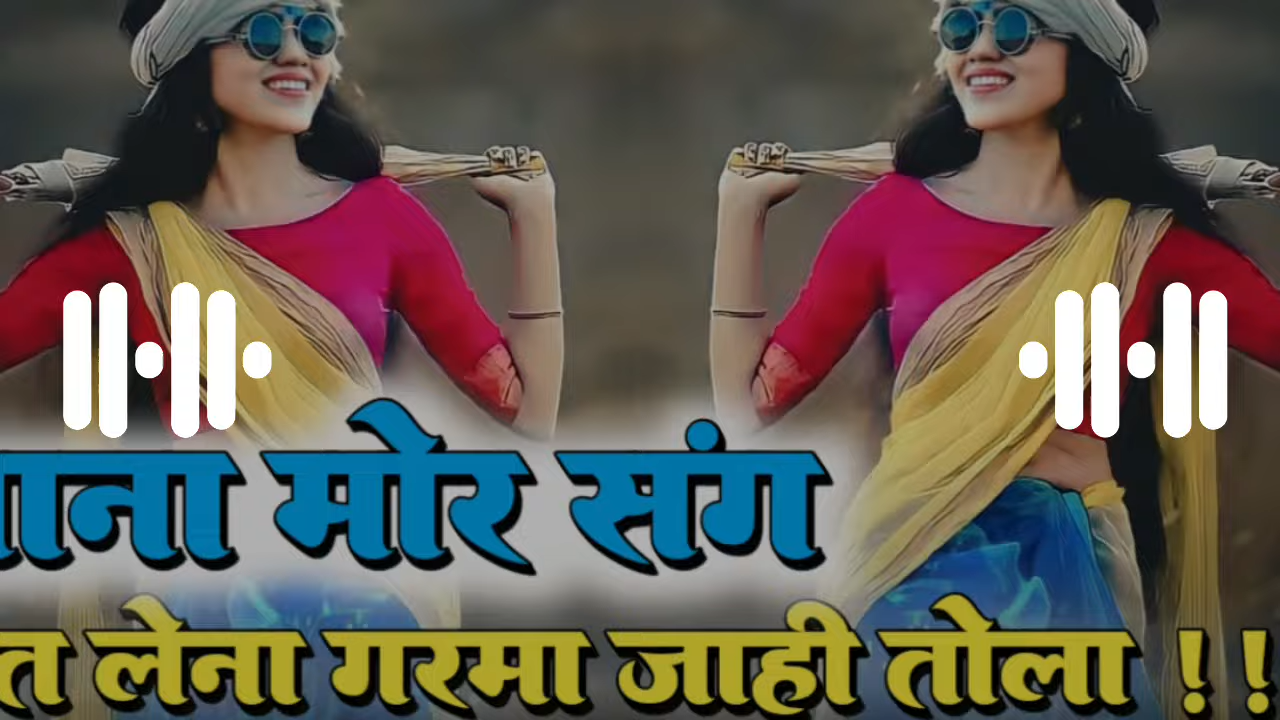 मोर संग
लेना गरमा जाही तोला ! !